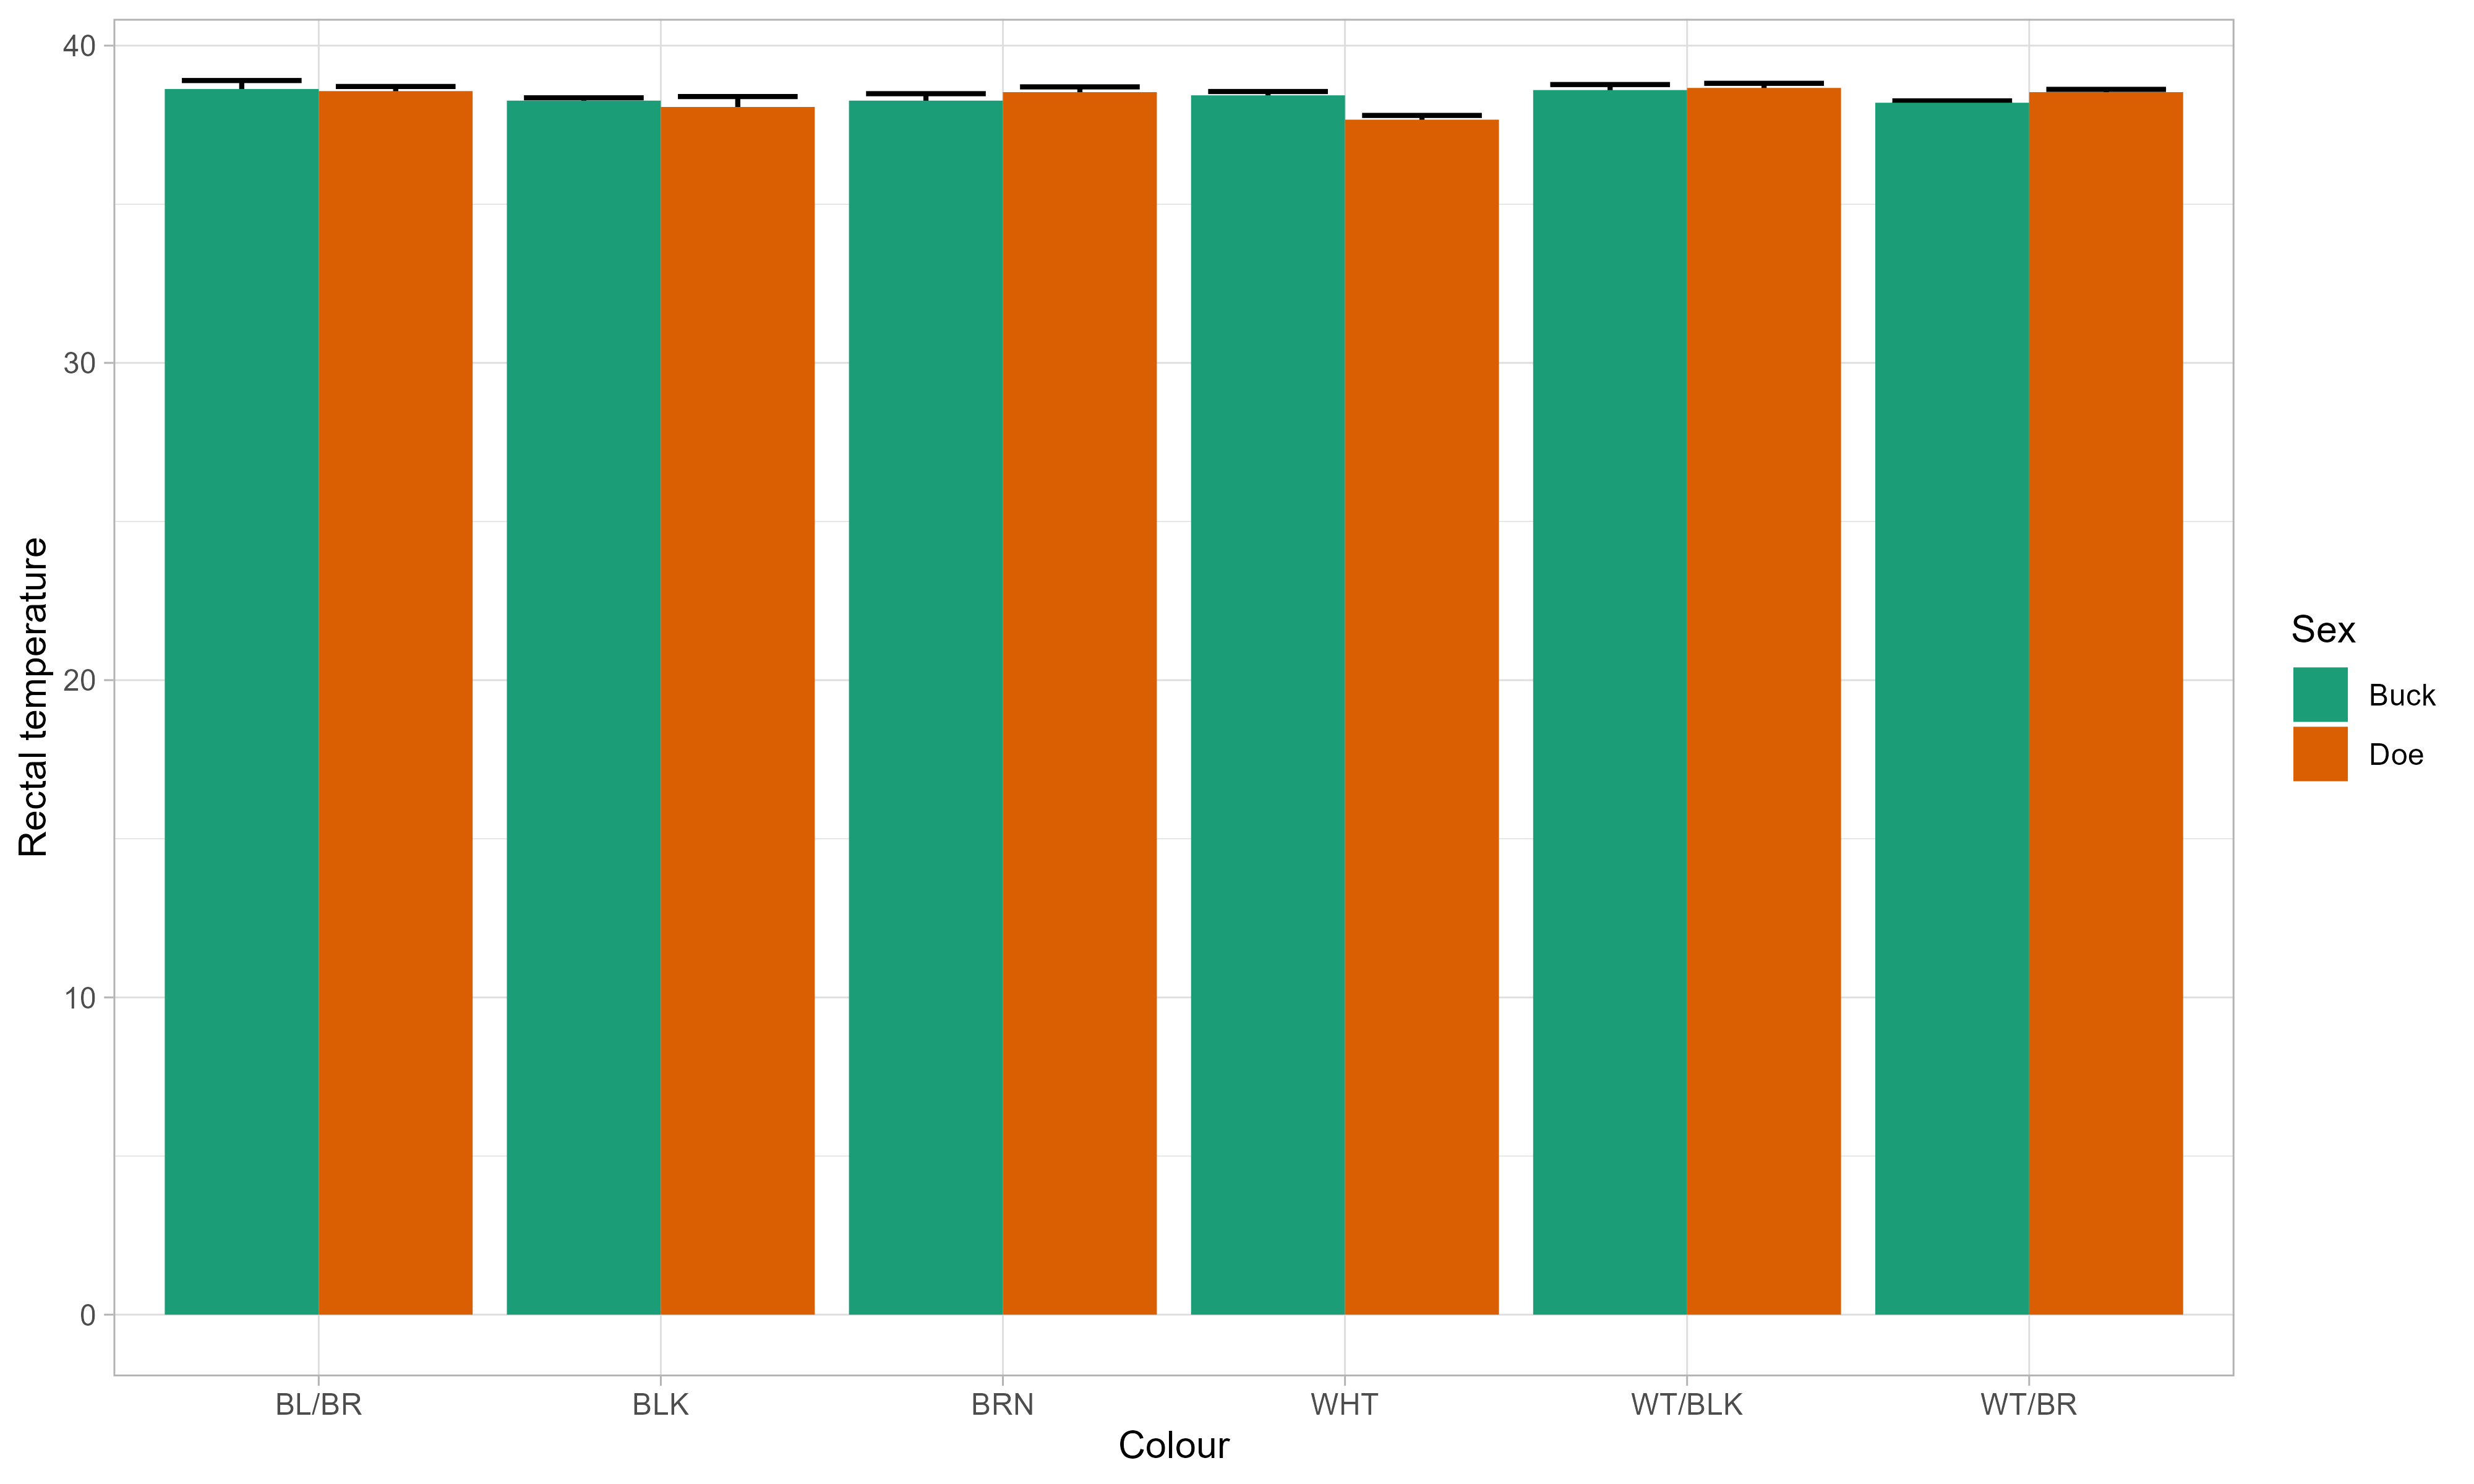 40
30
20
10
0
Rectal temperature
BL/BR
BLK
BRN
WHT
WT/BLK
WT/BR
Colour
Sex
Buck
Doe